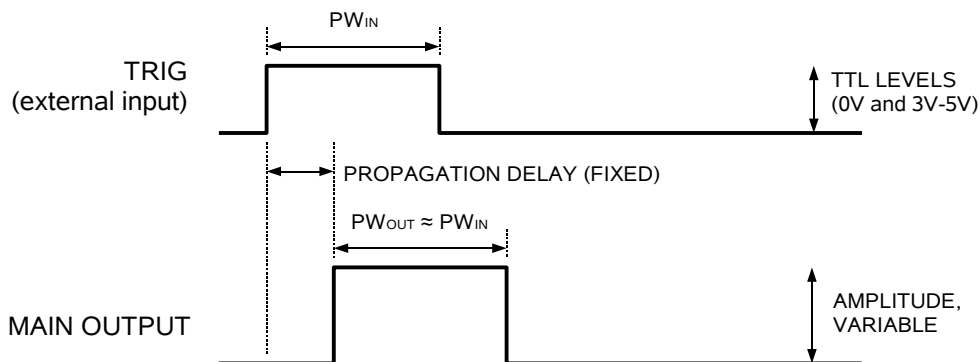 PWIN
TRIG
(external input)
TTL LEVELS
(0V and 3V-5V)
PROPAGATION DELAY (FIXED)
PWOUT ≈ PWIN
MAIN OUTPUT
AMPLITUDE,
VARIABLE